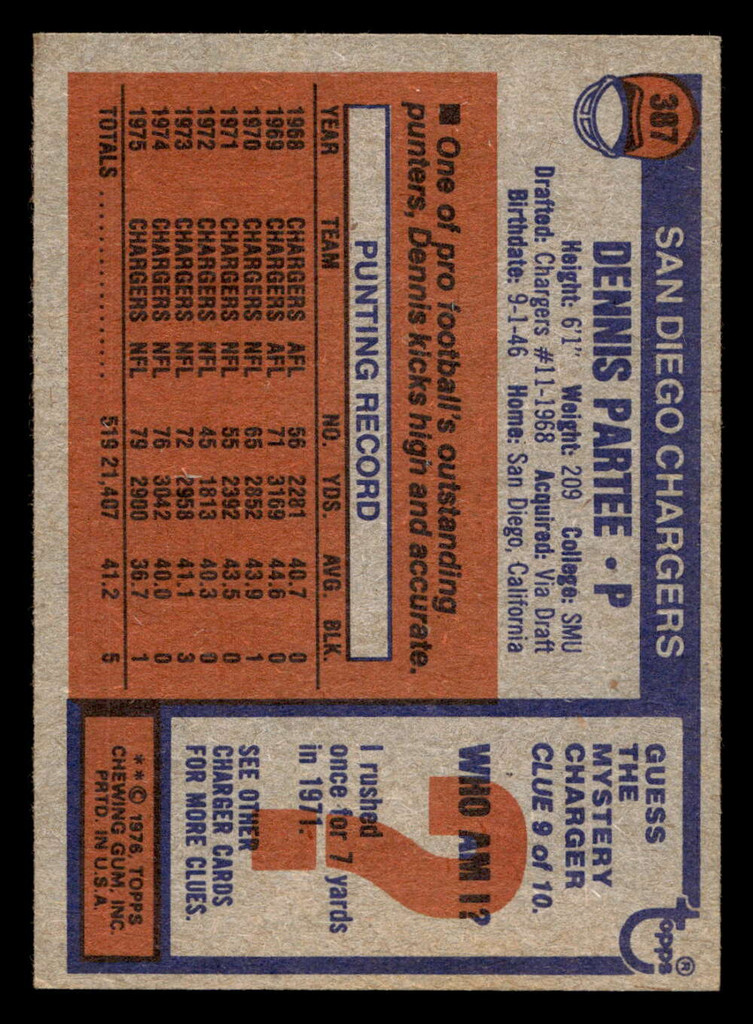 387
SAN DIEGO CHARGERS
DENNIS PARTEE • P
Height: 6'1" Weight: 209 College: SMU
Drafted: Chargers #11-1968 Acquired: Via Draft
Birthdate: 9-1-46 Home: San Diego, California
■ One of pro football's outstanding
punters, Dennis kicks high and accurate.
PUNTING RECORD
YEAR TEAM NO. YDS. AVG. BLK.
1968 CHARGERS AFL 56 2281 40.7 0
1969 CHARGERS AFL 71 3169 44.6 0
1970 CHARGERS NFL 65 2852 43.9 1
1971 CHARGERS NFL 55 2392 43.5 0
1972 CHARGERS NFL 45 1813 40.3 0
1973 CHARGERS NFL 72 2958 41.1 3
1974 CHARGERS NFL 76 3042 40.0 0
1975 CHARGERS NFL 79 2900 36.7 1
TOTALS .................. 519 21,407 41.2 5
Topps®
GUESS
THE
MYSTERY
CHARGER
CLUE 9 of 10.
?
WHO AM I?
I rushed
once for 7 yards
in 1971.
SEE OTHER
CHARGER CARDS
FOR MORE CLUES.
**© 1976, TOPPS
CHEWING GUM, INC.
PRTD. IN U.S.A.